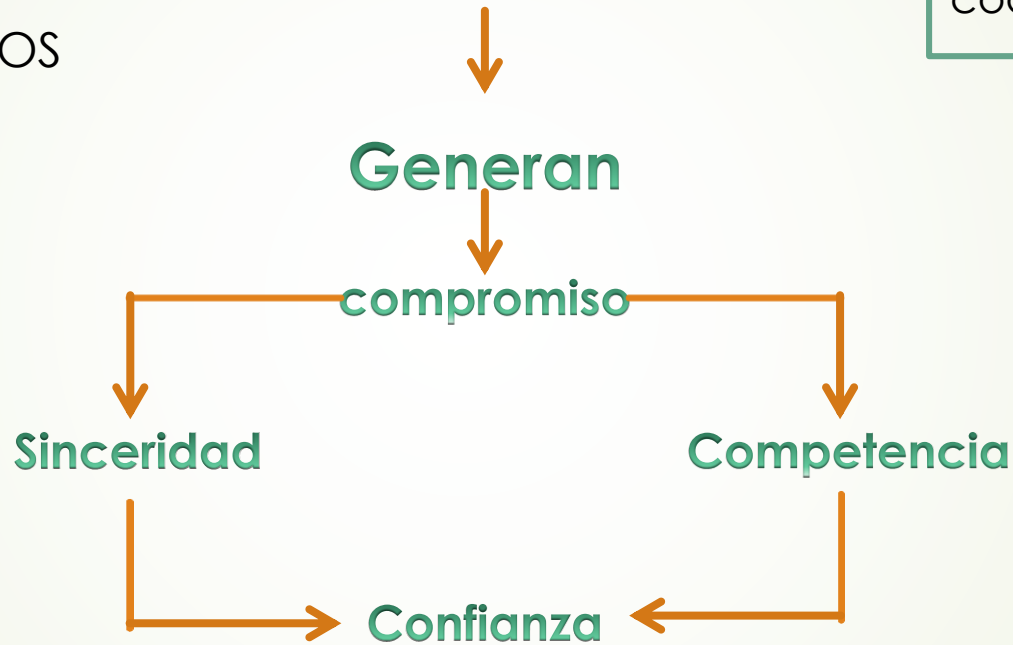 Generan
compromiso
Sinceridad
Competencia
Confianza